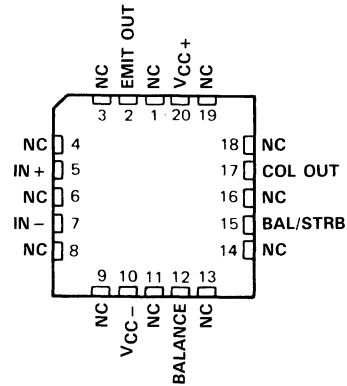 NC EMIT OUT NC VCC+ NC
3 2 1 20 19
NC 4 18 NC
IN+ 5 17 COL OUT
NC 6 16 NC
IN- 7 15 BAL/STRB
NC 8 14 NC
9 10 11 12 13
NC VCC- NC BALANCE NC